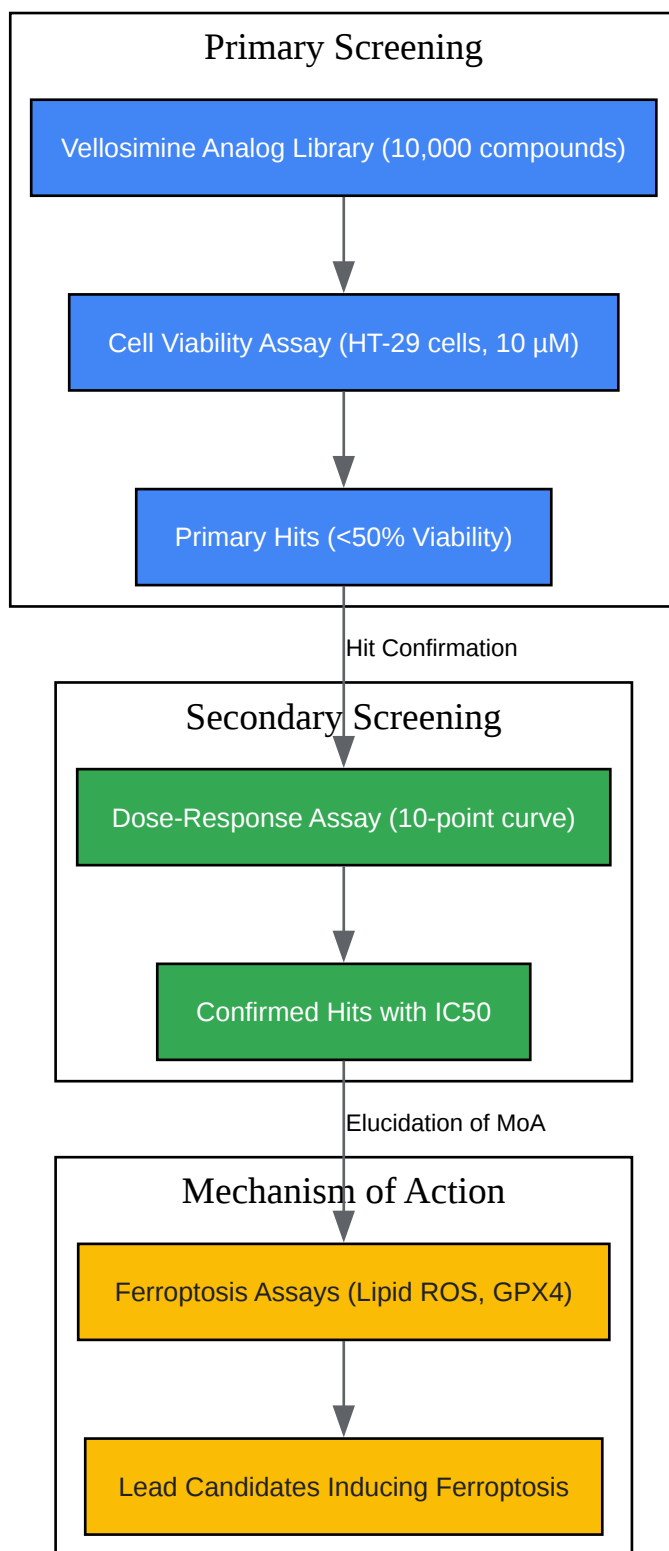 Primary Screening
Vellosimine Analog Library (10,000 compounds)
Cell Viability Assay (HT-29 cells, 10 µM)
Primary Hits (<50% Viability)
Hit Confirmation
Secondary Screening
Dose-Response Assay (10-point curve)
Confirmed Hits with IC50
Elucidation of MoA
Mechanism of Action
Ferroptosis Assays (Lipid ROS, GPX4)
Lead Candidates Inducing Ferroptosis